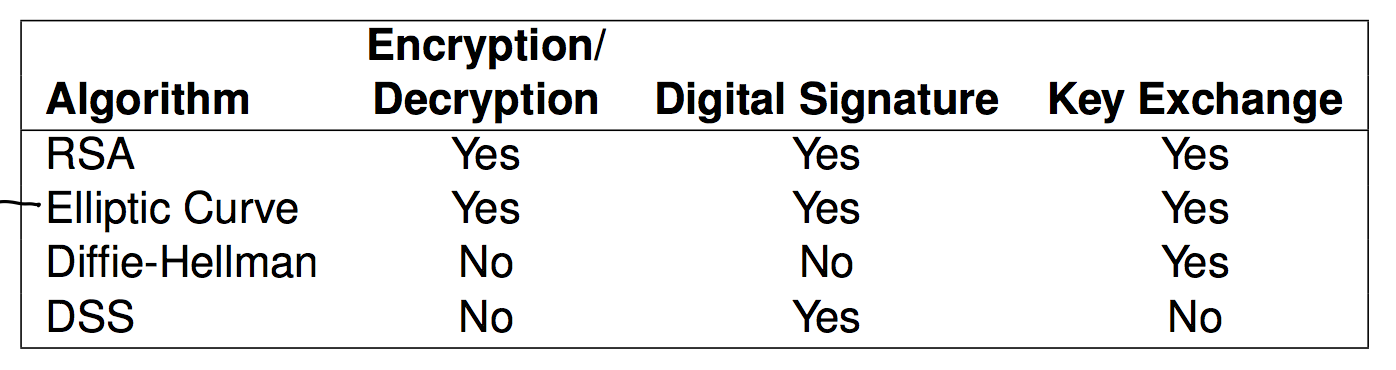 Encryption/
Algorithm Decryption Digital Signature Key Exchange
RSA Yes Yes Yes
Elliptic Curve Yes Yes Yes
Diffie-Hellman No No Yes
DSS No Yes No